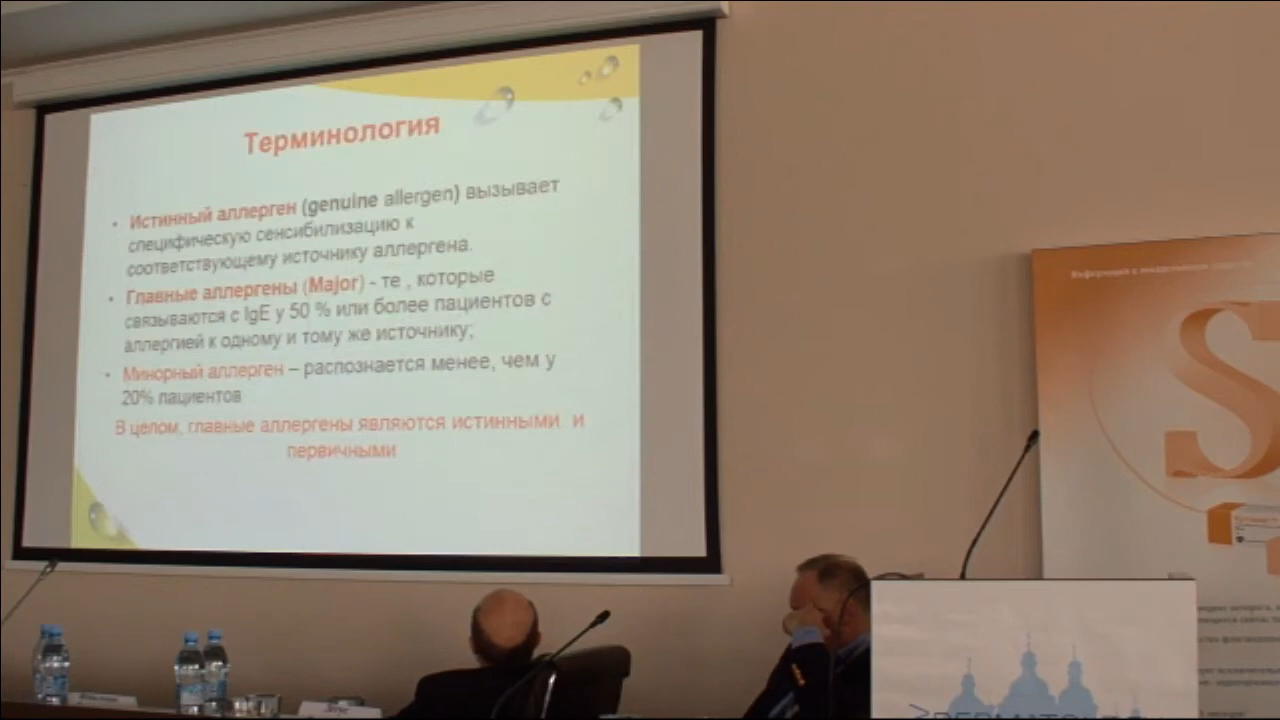 Терминология
• Истинный аллерген (genuine allergen) вызывает
специфическую сенсибилизацию к
соответствующему источнику аллергена.
• Главные аллергены (Major) - те , которые
связываются с IgE у 50 % или более пациентов с
аллергией к одному и тому же источнику;
• Минорный аллерген – распознается менее, чем у
20% пациентов
В целом, главные аллергены являются истинными и
первичными
S